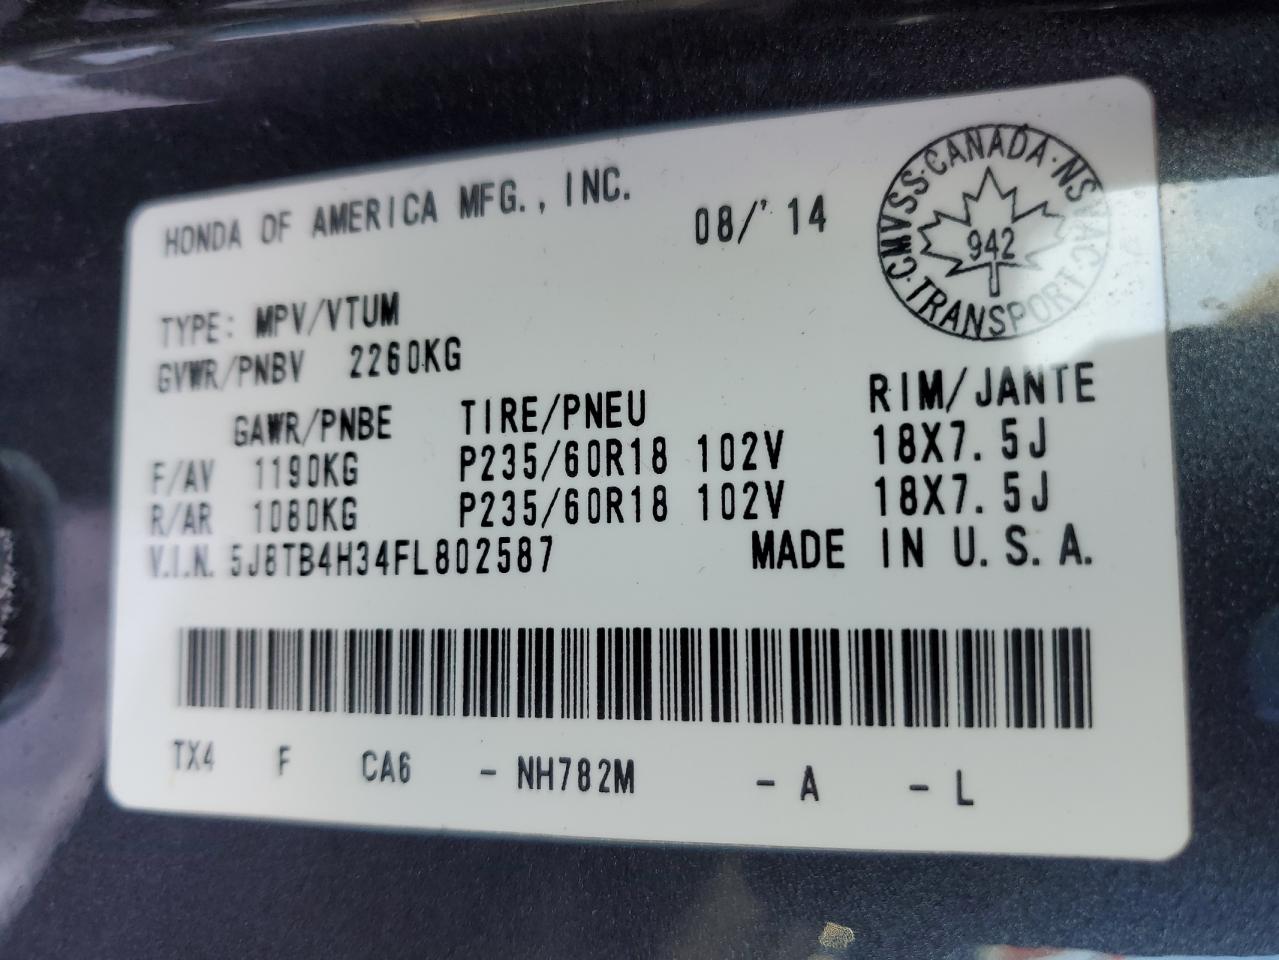 HONDA OF AMERICA MFG., INC.
08/'14
CMVSS·CANADA·NSVAC·TRANSPORT·
942
TYPE: MPV/VTUM
GVWR/PNBV 2260KG
GAWR/PNBE TIRE/PNEU RIM/JANTE
F/AV 1190KG P235/60R18 102V 18X7.5J
R/AR 1080KG P235/60R18 102V 18X7.5J
V.I.N. 5J8TB4H34FL802587 MADE IN U.S.A.
TX4 F CA6 - NH782M - A - L